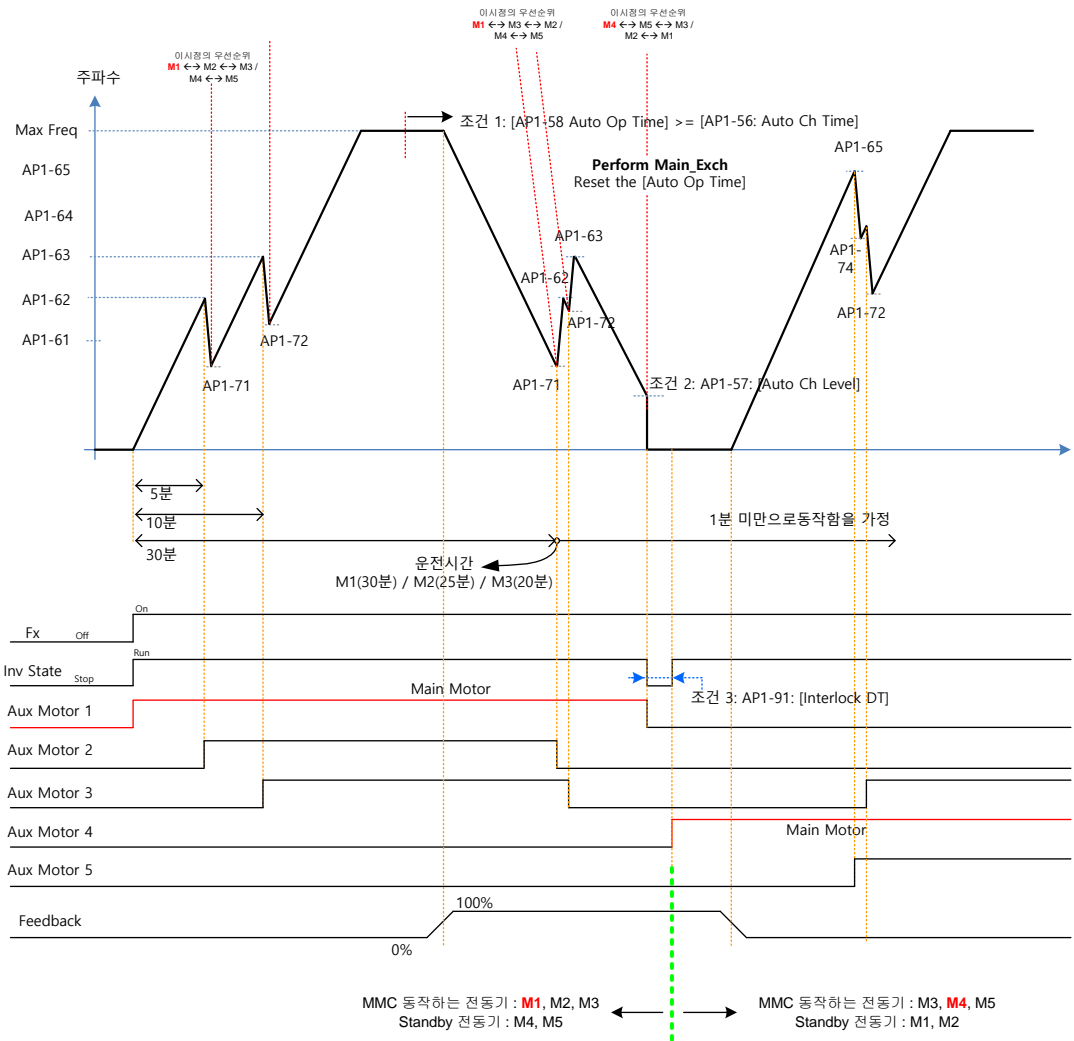 이시점의 우선순위
M1 ←→ M2 ←→ M3 /
M4 ←→ M5
이시점의 우선순위
M1 ←→ M3 ←→ M2 /
M4 ←→ M5
이시점의 우선순위
M4 ←→ M5 ←→ M3 /
M2 ←→ M1
주파수
Max Freq
AP1-65
AP1-64
AP1-63
AP1-62
AP1-61
조건 1: [AP1-58 Auto Op Time] >= [AP1-56: Auto Ch Time]
Perform Main_Exch
Reset the [Auto Op Time]
AP1-71
AP1-72
AP1-63
AP1-62
AP1-72
AP1-71
조건 2: AP1-57: [Auto Ch Level]
AP1-65
AP1-
74
AP1-72
5분
10분
30분
1분 미만으로동작함을 가정
운전시간
M1(30분) / M2(25분) / M3(20분)
Fx
Off
On
Inv State
Stop
Run
조건 3: AP1-91: [Interlock DT]
Aux Motor 1
Main Motor
Aux Motor 2
Aux Motor 3
Aux Motor 4
Main Motor
Aux Motor 5
Feedback
0%
100%
MMC 동작하는 전동기 : M1, M2, M3
Standby 전동기 : M4, M5
MMC 동작하는 전동기 : M3, M4, M5
Standby 전동기 : M1, M2